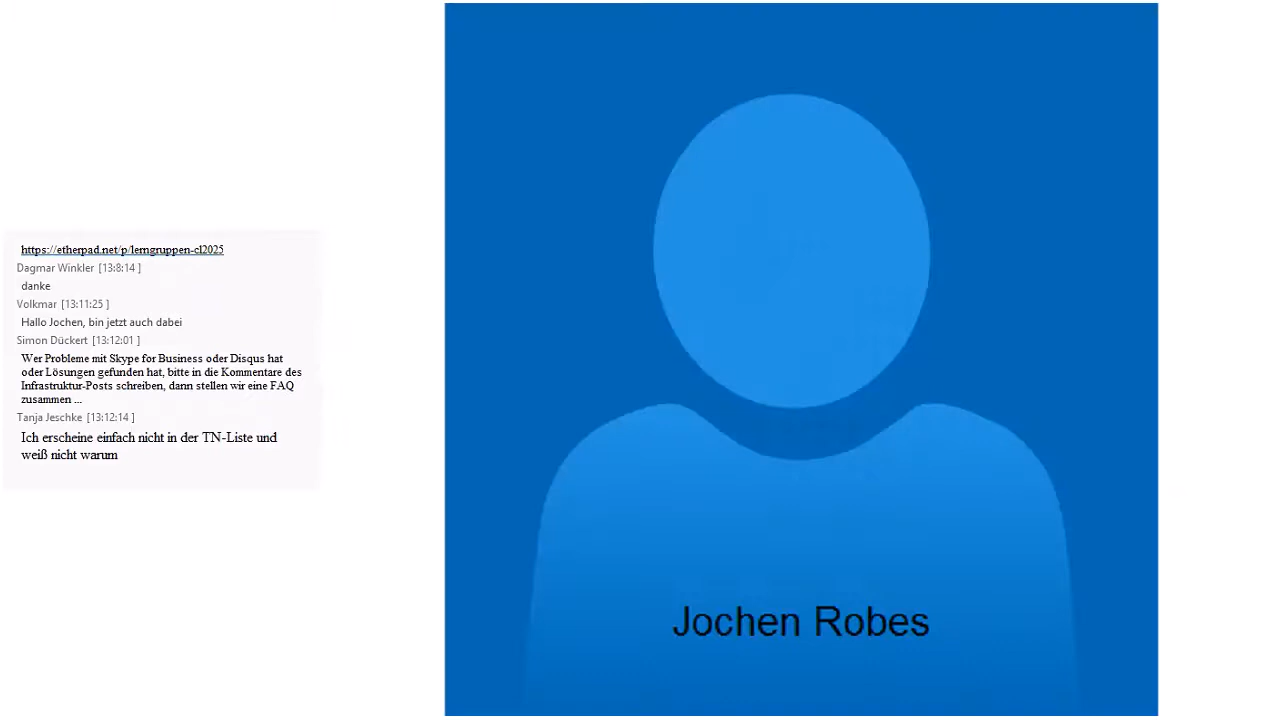 https://etherpad.net/p/lerngruppen-cl2025
Dagmar Winkler [13:8:14 ]
danke
Volkmar [13:11:25 ]
Hallo Jochen, bin jetzt auch dabei
Simon Dückert [13:12:01 ]
Wer Probleme mit Skype for Business oder Disqus hat
oder Lösungen gefunden hat, bitte in die Kommentare des
Infrastruktur-Posts schreiben, dann stellen wir eine FAQ
zusammen ...
Tanja Jeschke [13:12:14 ]
Ich erscheine einfach nicht in der TN-Liste und
weiß nicht warum
Jochen Robes